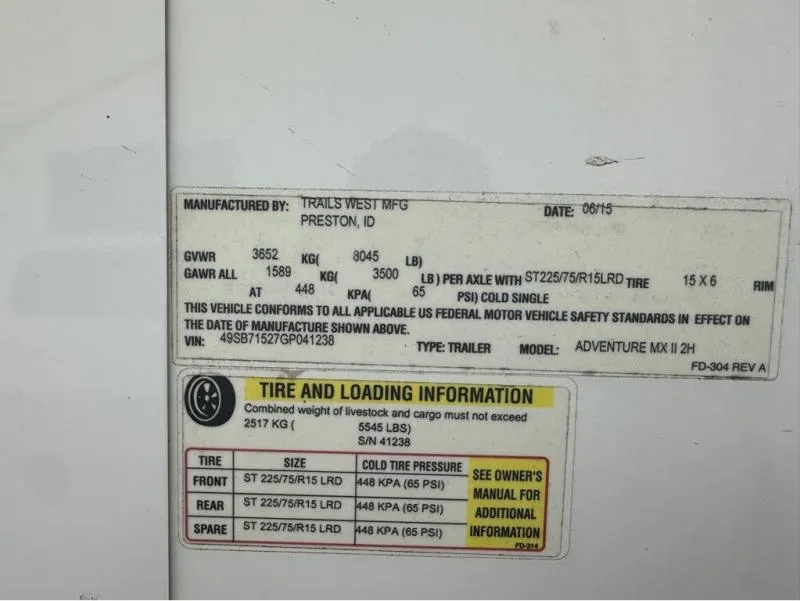 MANUFACTURED BY: TRAILS WEST MFG DATE: 06/15
PRESTON, ID
GVWR 3652 KG( 8045 LB)
GAWR ALL 1589 KG( 3500 LB) PER AXLE WITH ST225/75/R15LRD TIRE 15 X 6 RIM
AT 448 KPA( 65 PSI) COLD SINGLE
THIS VEHICLE CONFORMS TO ALL APPLICABLE US FEDERAL MOTOR VEHICLE SAFETY STANDARDS IN EFFECT ON
THE DATE OF MANUFACTURE SHOWN ABOVE.
VIN: 49SB71527GP041238 TYPE: TRAILER MODEL: ADVENTURE MX II 2H
FD-304 REV A
TIRE AND LOADING INFORMATION
Combined weight of livestock and cargo must not exceed
2517 KG ( 5545 LBS)
S/N 41238
TIRE SIZE COLD TIRE PRESSURE
FRONT ST 225/75/R15 LRD 448 KPA (65 PSI)
REAR ST 225/75/R15 LRD 448 KPA (65 PSI)
SPARE ST 225/75/R15 LRD 448 KPA (65 PSI)
SEE OWNER'S
MANUAL FOR
ADDITIONAL
INFORMATION
FD-314